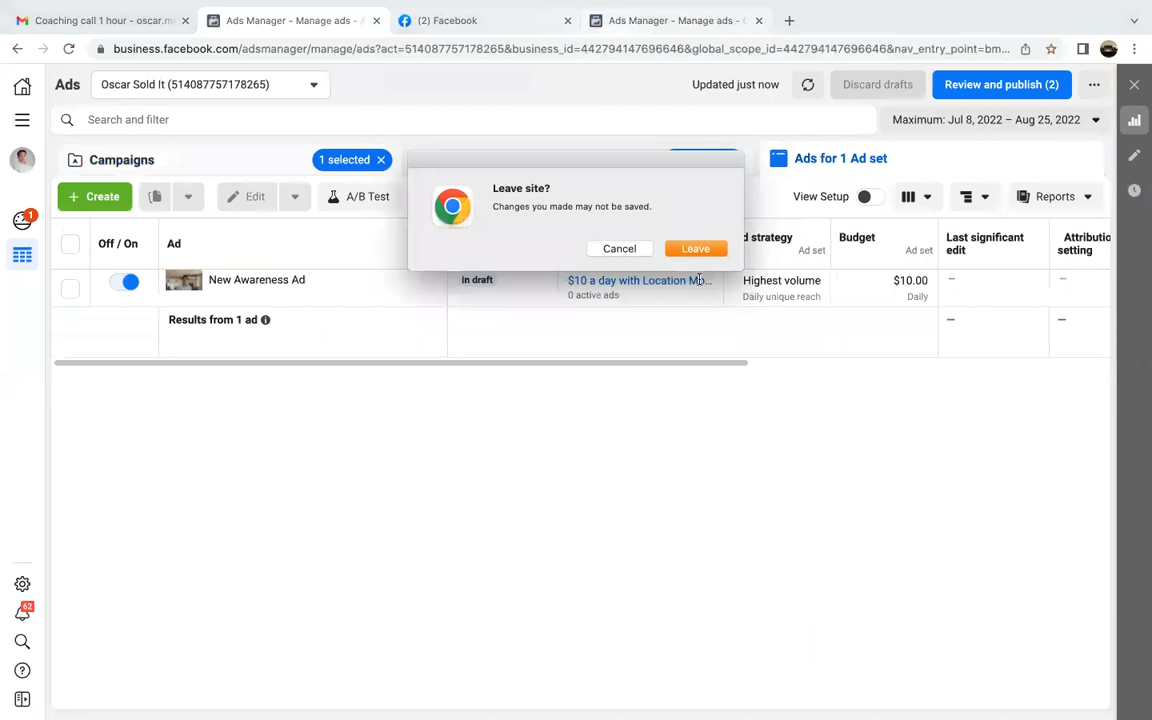 Coaching call 1 hour - oscar.m
Ads Manager - Manage ads - A
(2) Facebook
Ads Manager - Manage ads - C
business.facebook.com/adsmanager/manage/ads?act=514087757178265&business_id=442794147696646&global_scope_id=442794147696646&nav_entry_point=bm...
Ads
Oscar Sold It (514087757178265)
Updated just now
Discard drafts
Review and publish (2)
Search and filter
Maximum: Jul 8, 2022 – Aug 25, 2022
Campaigns
1 selected
Ads for 1 Ad set
Leave site?
Changes you made may not be saved.
Cancel
Leave
Create
Edit
A/B Test
View Setup
Reports
1
Off / On
Ad
d strategy
Ad set
Budget
Ad set
Last significant
edit
Attributio
setting
New Awareness Ad
In draft
$10 a day with Location Mo...
0 active ads
Highest volume
Daily unique reach
$10.00
Daily
–
–
Results from 1 ad
–
–
62